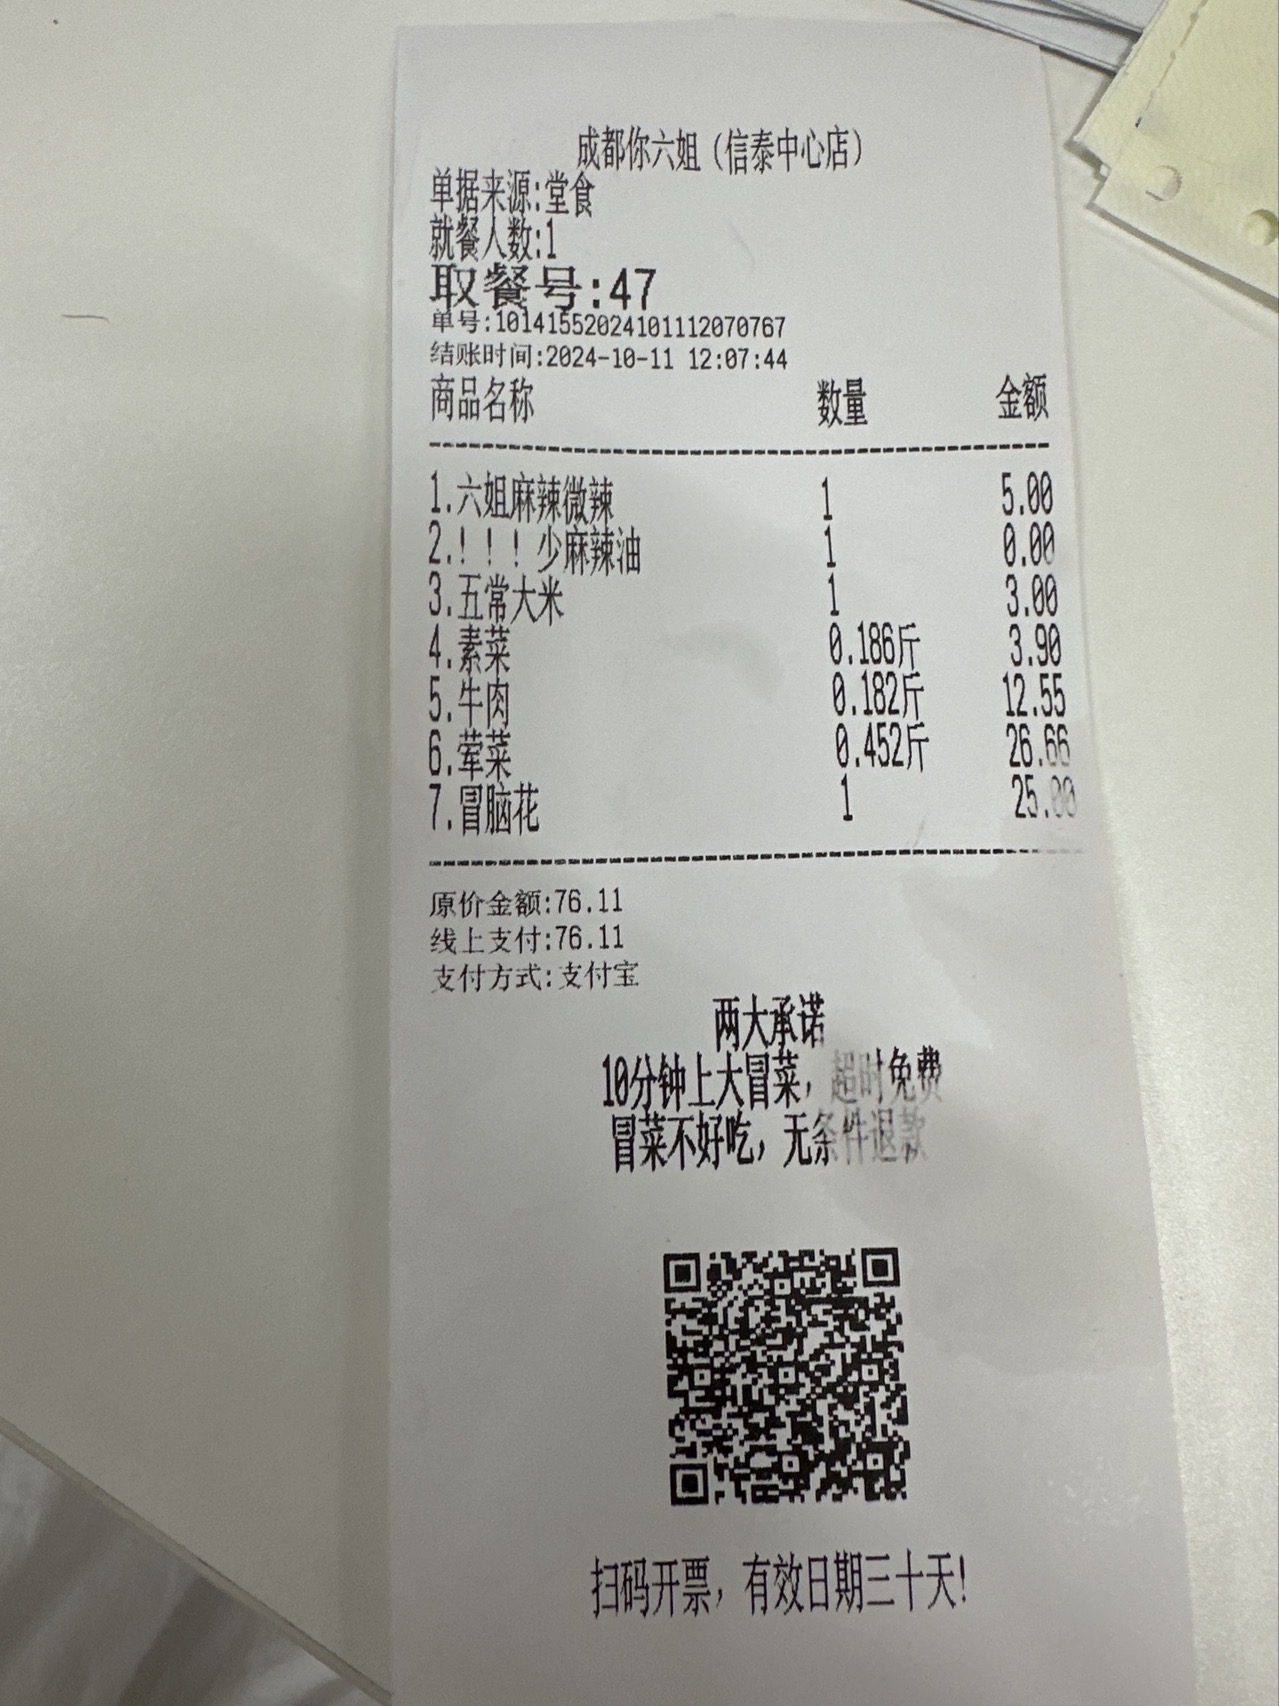 成都你六姐（信泰中心店）
单据来源:堂食
就餐人数:1
取餐号:47
单号:10141552024101112070767
结账时间:2024-10-11 12:07:44
商品名称 数量 金额
1.六姐麻辣微辣 1 5.00
2.！！！少麻辣油 1 0.00
3.五常大米 1 3.00
4.素菜 0.186斤 3.90
5.牛肉 0.182斤 12.55
6.荤菜 0.452斤 26.66
7.冒脑花 1 25.00
原价金额:76.11
线上支付:76.11
支付方式:支付宝
两大承诺
10分钟上大冒菜，超时免费
冒菜不好吃，无条件退款
扫码开票，有效日期三十天!